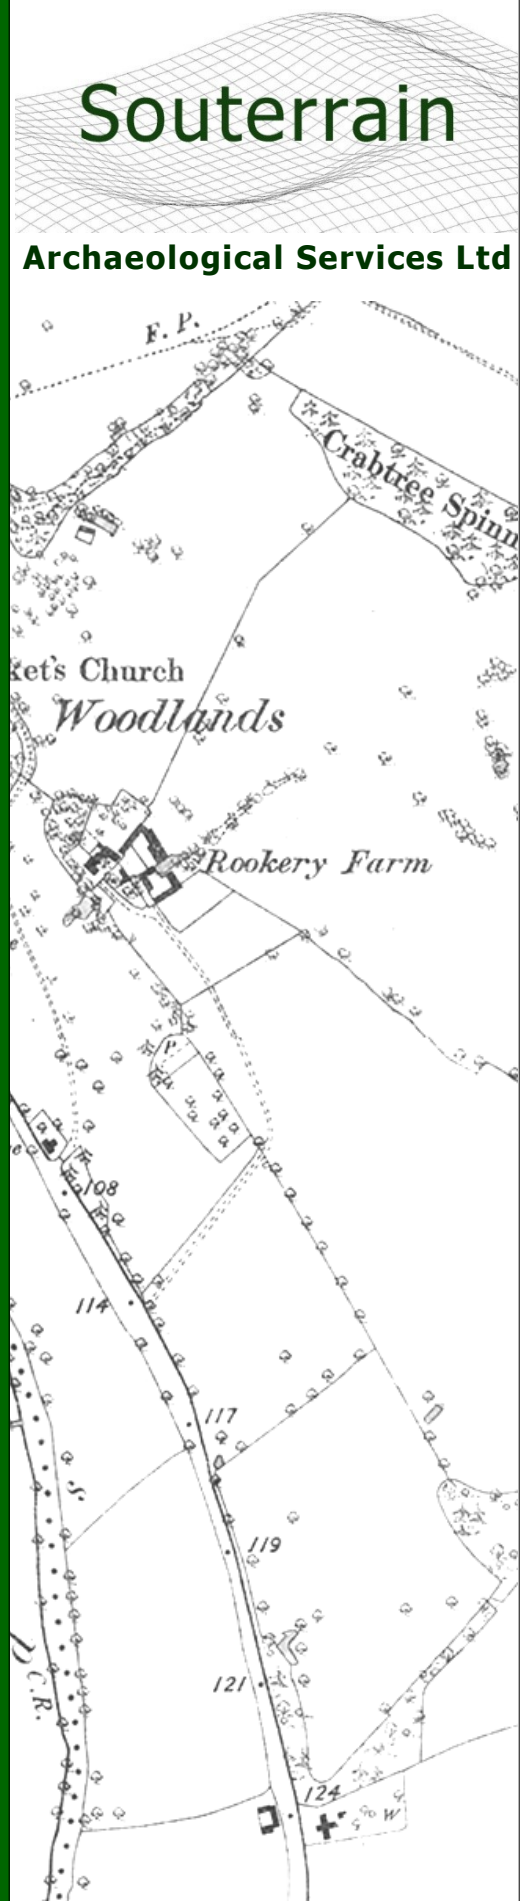 Souterrain
Archaeological Services Ltd
F. P.
Crabtree Spinn
ket's Church
Woodlands
Rookery Farm
P.
108
114
117
S
119
121
C.R.
124
W